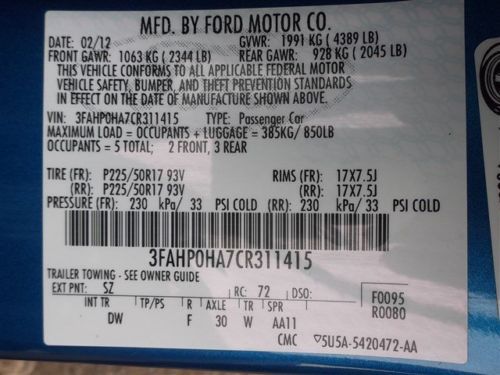 MFD. BY FORD MOTOR CO.
DATE: 02/12 GVWR: 1991 KG ( 4389 LB)
FRONT GAWR: 1063 KG ( 2344 LB) REAR GAWR: 928 KG ( 2045 LB)
THIS VEHICLE CONFORMS TO ALL APPLICABLE FEDERAL MOTOR
VEHICLE SAFETY, BUMPER, AND THEFT PREVENTION STANDARDS
IN EFFECT ON THE DATE OF MANUFACTURE SHOWN ABOVE.
VIN: 3FAHP0HA7CR311415 TYPE: Passenger Car
MAXIMUM LOAD = OCCUPANTS + LUGGAGE = 385KG/ 850LB
OCCUPANTS = 5 TOTAL; 2 FRONT, 3 REAR
TIRE (FR): P225/50R17 93V RIMS (FR): 17X7.5J
(RR): P225/50R17 93V (RR): 17X7.5J
PRESSURE (FR): 230 kPa/ 33 PSI COLD (RR): 230 kPa/ 33 PSI COLD
3FAHP0HA7CR311415
TRAILER TOWING - SEE OWNER GUIDE
EXT PNT: SZ RC: 72 DSO: F0095
INT TR TP/PS R AXLE TR SPR R0080
DW F 30 W AA11
CMC ▽5U5A-5420472-AA